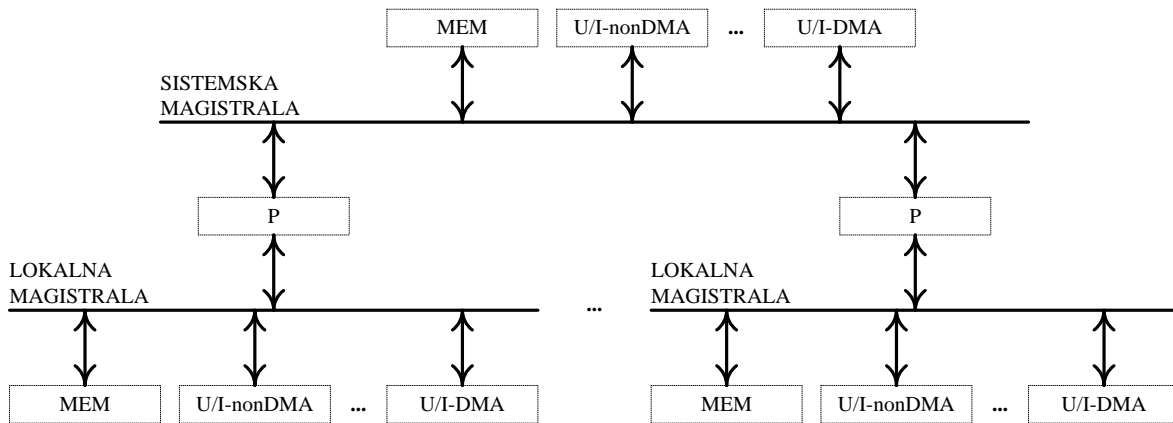 MEM
U/I-nonDMA
...
U/I-DMA
SISTEMSKA
MAGISTRALA
P
P
LOKALNA
MAGISTRALA
...
LOKALNA
MAGISTRALA
MEM
U/I-nonDMA
...
U/I-DMA
MEM
U/I-nonDMA
...
U/I-DMA